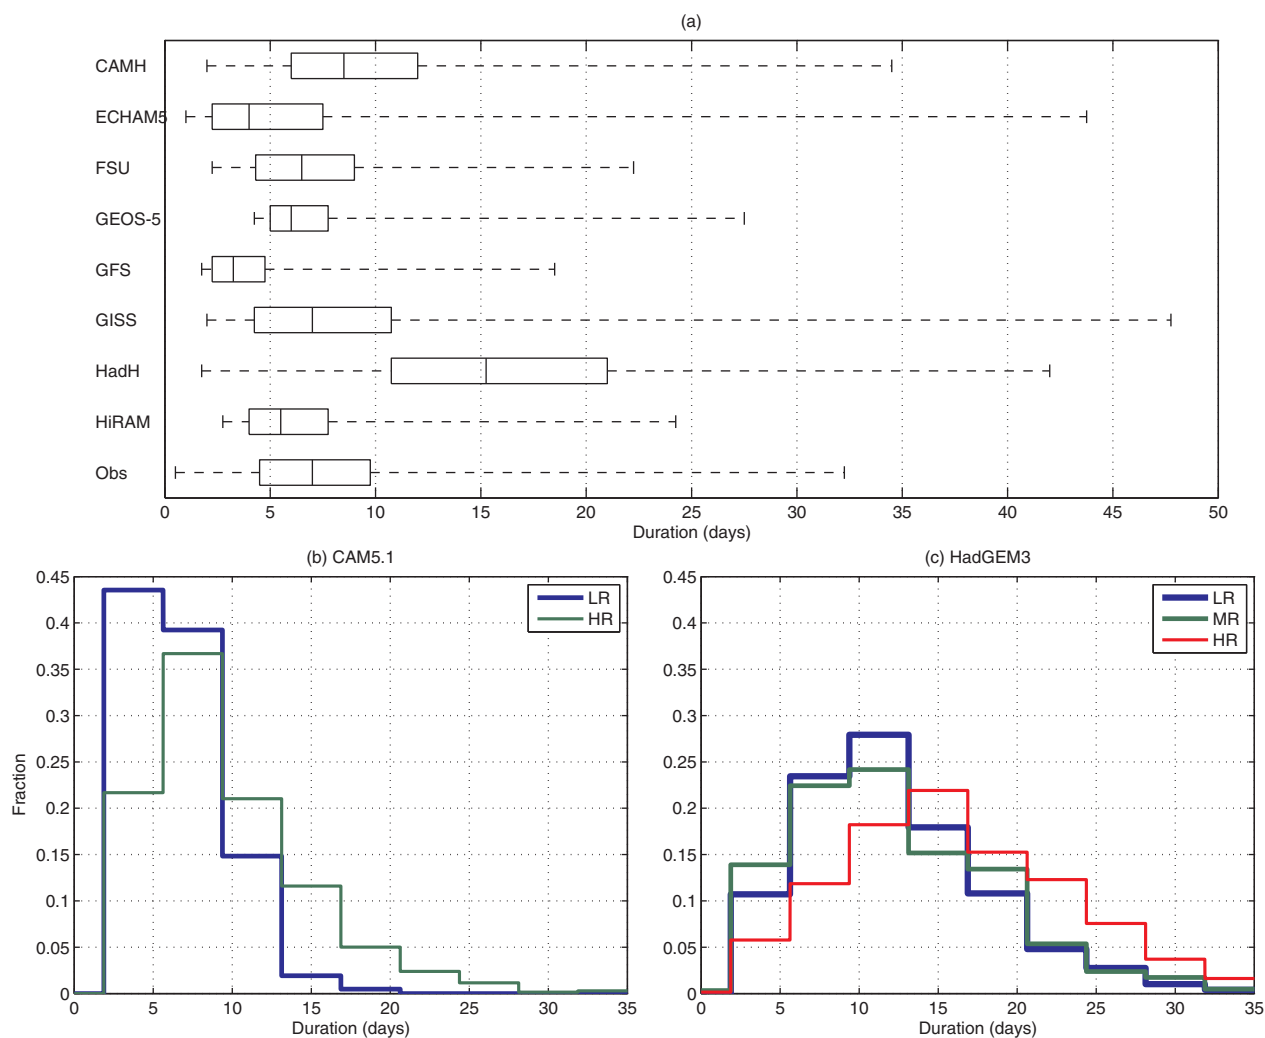 (a)
CAMH
ECHAM5
FSU
GEOS-5
GFS
GISS
HadH
HiRAM
Obs
0 5 10 15 20 25 30 35 40 45 50
Duration (days)
(b) CAM5.1
0.45
0.4
0.35
0.3
0.25
0.2
0.15
0.1
0.05
0
Fraction
LR
HR
0 5 10 15 20 25 30 35
Duration (days)
(c) HadGEM3
0.45
0.4
0.35
0.3
0.25
0.2
0.15
0.1
0.05
0
LR
MR
HR
0 5 10 15 20 25 30 35
Duration (days)